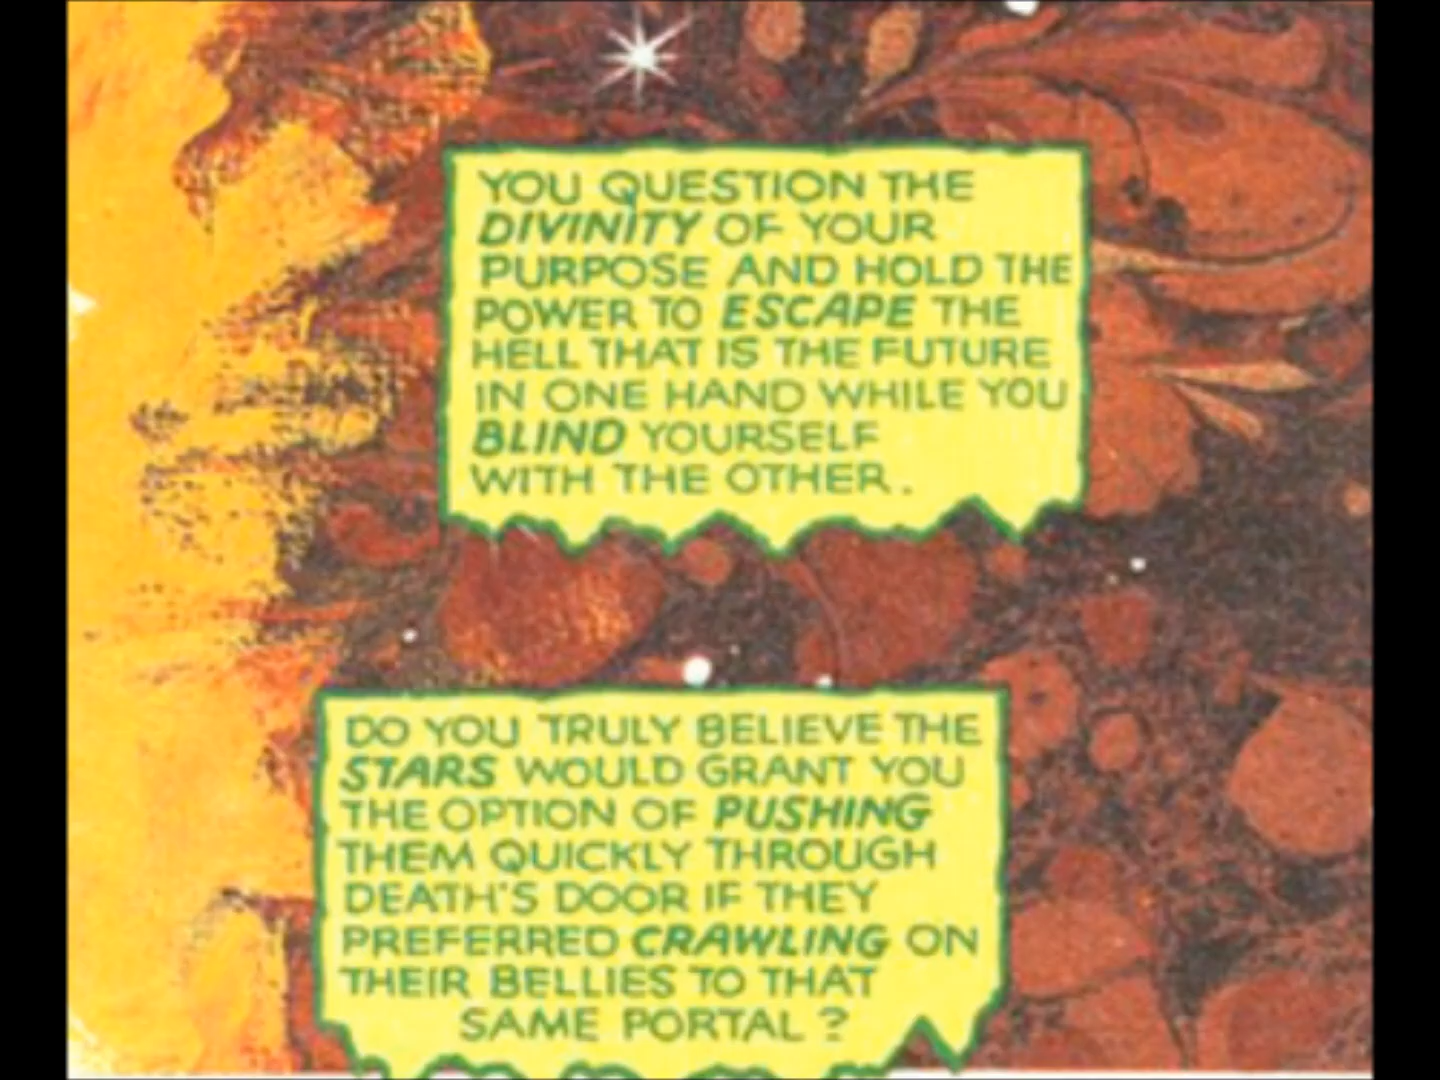 YOU QUESTION THE
DIVINITY OF YOUR
PURPOSE AND HOLD THE
POWER TO ESCAPE THE
HELL THAT IS THE FUTURE
IN ONE HAND WHILE YOU
BLIND YOURSELF
WITH THE OTHER.
DO YOU TRULY BELIEVE THE
STARS WOULD GRANT YOU
THE OPTION OF PUSHING
THEM QUICKLY THROUGH
DEATH'S DOOR IF THEY
PREFERRED CRAWLING ON
THEIR BELLIES TO THAT
SAME PORTAL?